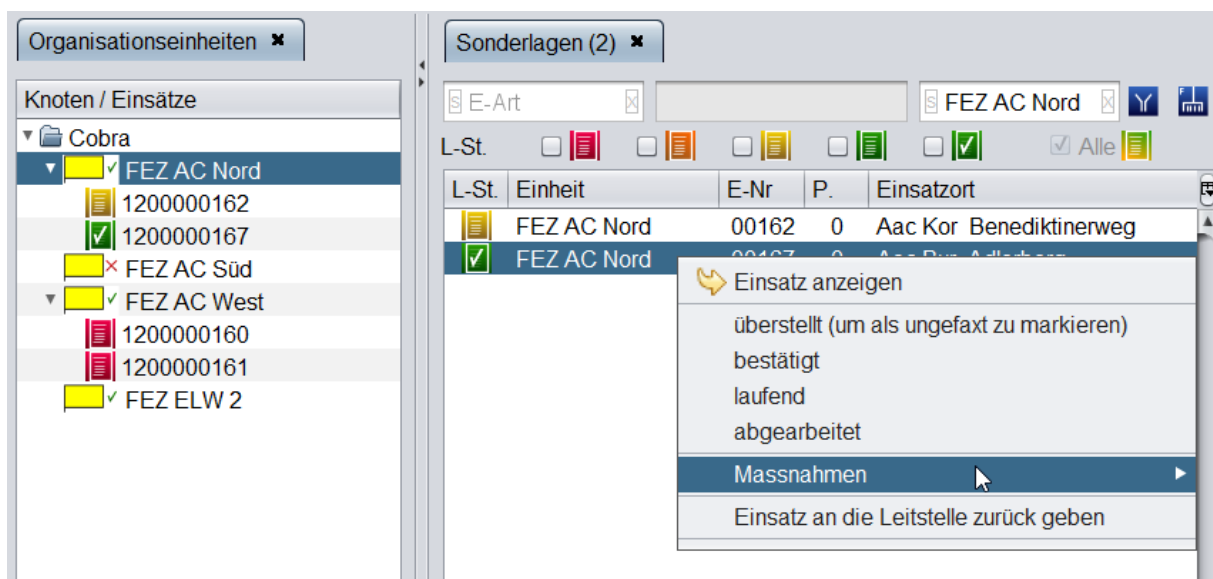 Organisationseinheiten
Knoten / Einsätze
Cobra
FEZ AC Nord
1200000162
1200000167
FEZ AC Süd
FEZ AC West
1200000160
1200000161
FEZ ELW 2
Sonderlagen (2)
E-Art
FEZ AC Nord
L-St.
Alle
L-St. Einheit E-Nr P. Einsatzort
FEZ AC Nord 00162 0 Aac Kor Benediktinerweg
FEZ AC Nord 00167 0
Einsatz anzeigen
überstellt (um als ungefaxt zu markieren)
bestätigt
laufend
abgearbeitet
Massnahmen
Einsatz an die Leitstelle zurück geben